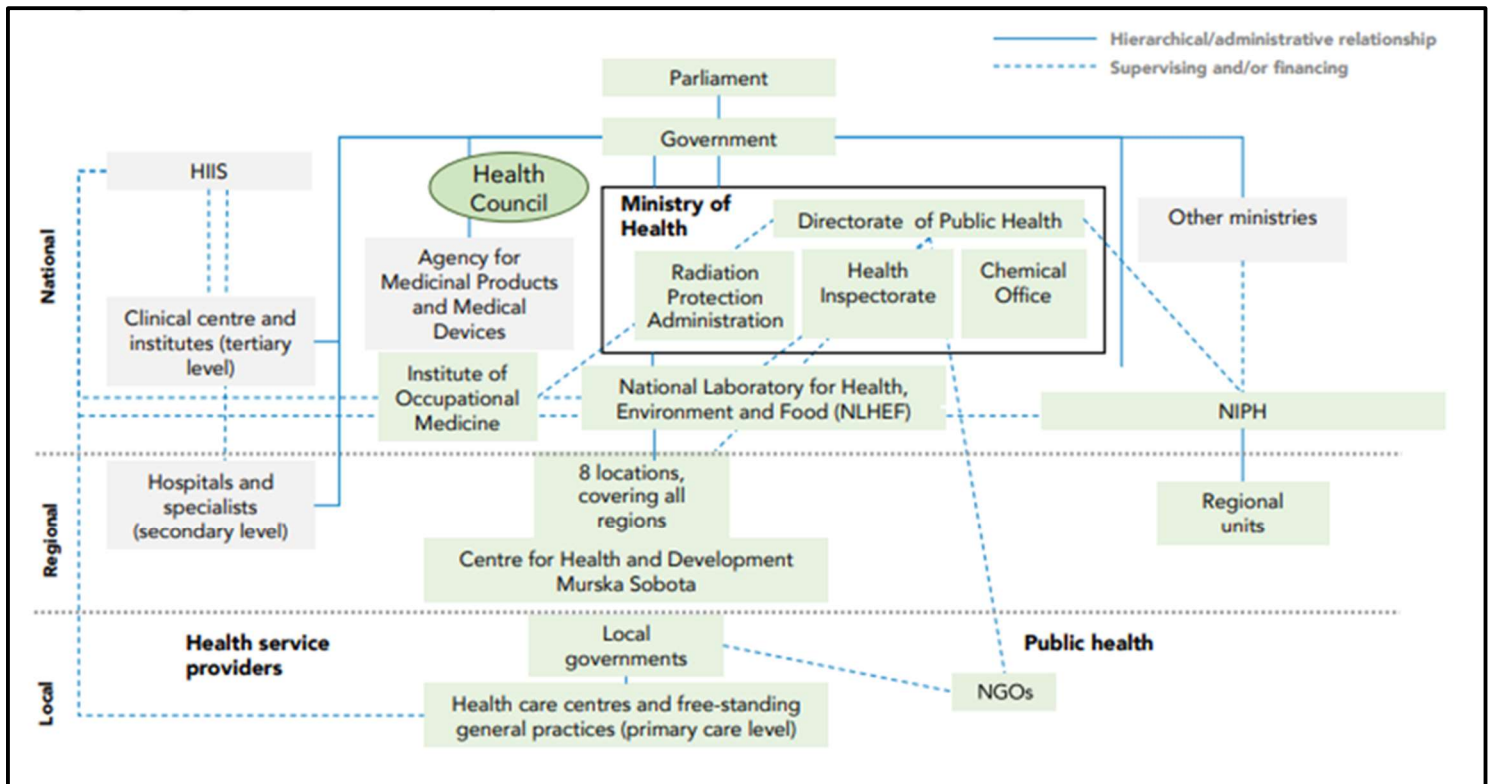 Hierarchical/administrative relationship
Supervising and/or financing
Parliament
Government
HIIS
Health
Council
Ministry of
Health
Directorate of Public Health
Other ministries
National
Agency for
Medicinal Products
and Medical
Devices
Radiation
Protection
Administration
Health
Inspectorate
Chemical
Office
Clinical centre and
institutes (tertiary
level)
Institute of
Occupational
Medicine
National Laboratory for Health,
Environment and Food (NLHEF)
NIPH
Regional
Hospitals and
specialists
(secondary level)
8 locations,
covering all
regions
Regional
units
Centre for Health and Development
Murska Sobota
Local
Health service
providers
Local
governments
Public health
NGOs
Health care centres and free-standing
general practices (primary care level)